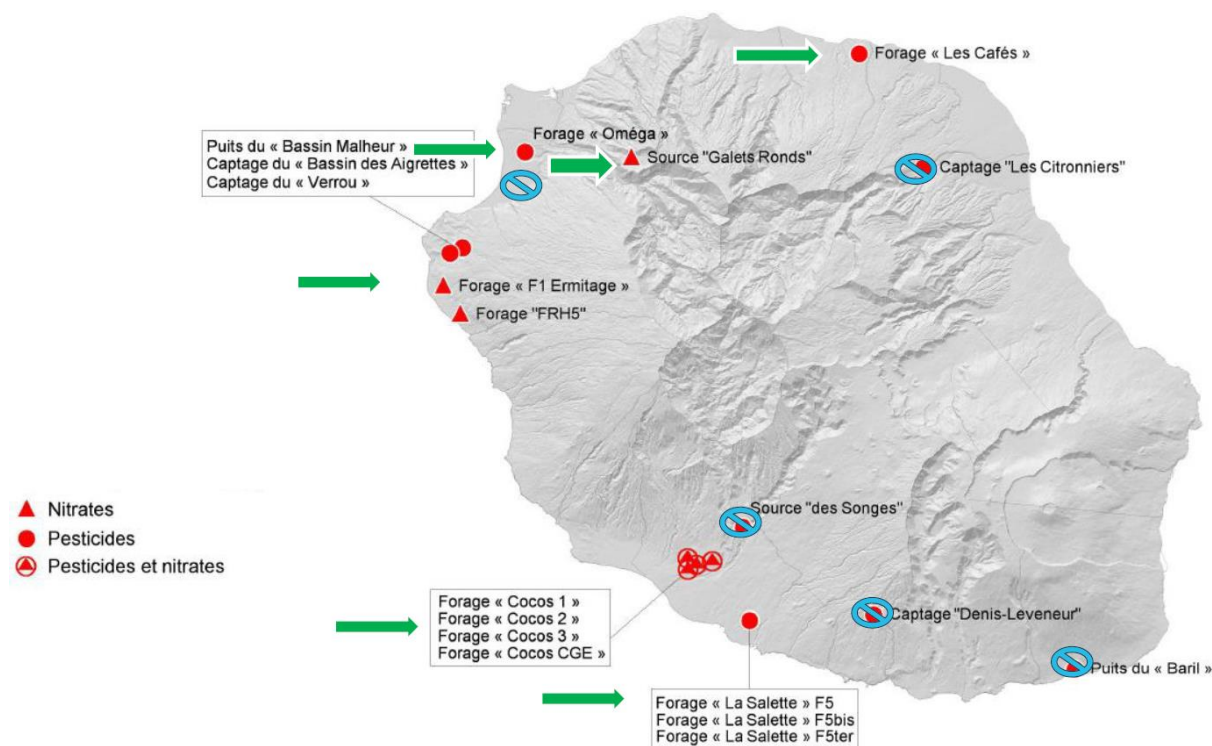 Forage « Les Cafés »
Forage « Oméga »
Puits du « Bassin Malheur »
Captage du « Bassin des Aigrettes »
Captage du « Verrou »
Source "Galets Ronds"
Captage "Les Citronniers"
Forage « F1 Ermitage »
Forage "FRH5"
Source "des Songes"
Nitrates
Pesticides
Pesticides et nitrates
Forage « Cocos 1 »
Forage « Cocos 2 »
Forage « Cocos 3 »
Forage « Cocos CGE »
Captage "Denis-Leveneur"
Puits du « Baril »
Forage « La Salette » F5
Forage « La Salette » F5bis
Forage « La Salette » F5ter